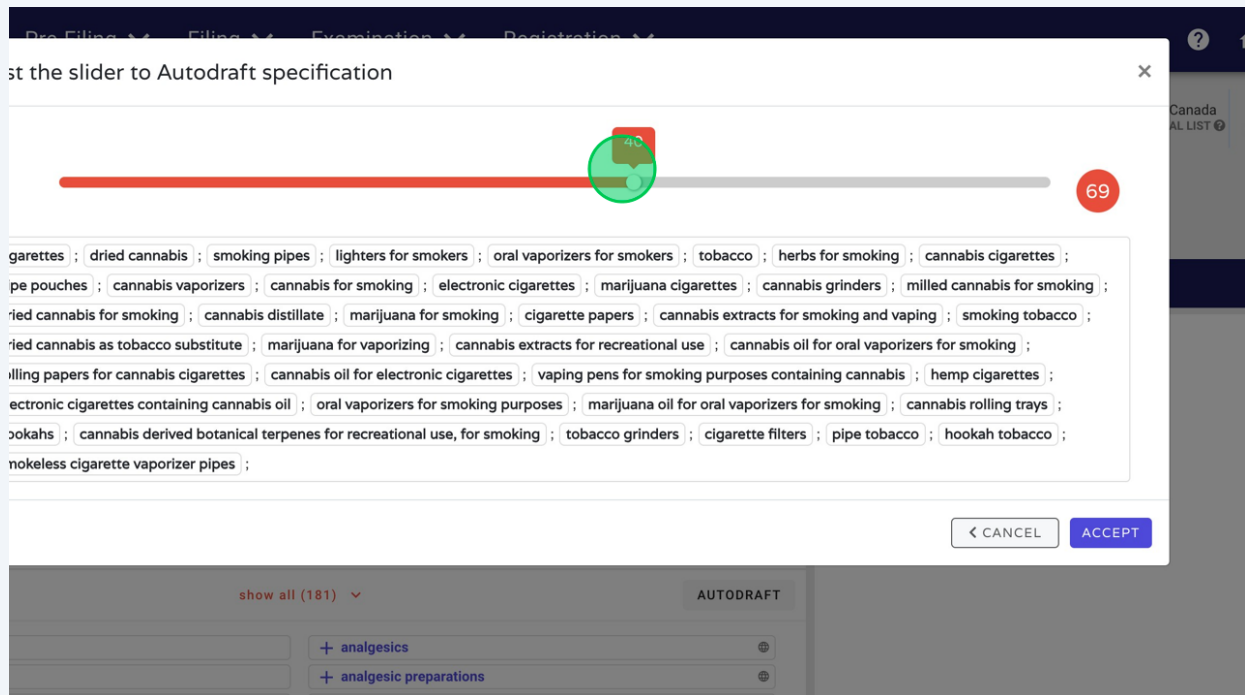 Pre Filing Filing Examination Registration
st the slider to Autodraft specification
Canada
AL LIST
40
69
garettes ; dried cannabis ; smoking pipes ; lighters for smokers ; oral vaporizers for smokers ; tobacco ; herbs for smoking ; cannabis cigarettes ;
pe pouches ; cannabis vaporizers ; cannabis for smoking ; electronic cigarettes ; marijuana cigarettes ; cannabis grinders ; milled cannabis for smoking ;
ried cannabis for smoking ; cannabis distillate ; marijuana for smoking ; cigarette papers ; cannabis extracts for smoking and vaping ; smoking tobacco ;
ried cannabis as tobacco substitute ; marijuana for vaporizing ; cannabis extracts for recreational use ; cannabis oil for oral vaporizers for smoking ;
lling papers for cannabis cigarettes ; cannabis oil for electronic cigarettes ; vaping pens for smoking purposes containing cannabis ; hemp cigarettes ;
ectronic cigarettes containing cannabis oil ; oral vaporizers for smoking purposes ; marijuana oil for oral vaporizers for smoking ; cannabis rolling trays ;
ookahs ; cannabis derived botanical terpenes for recreational use, for smoking ; tobacco grinders ; cigarette filters ; pipe tobacco ; hookah tobacco ;
mokeless cigarette vaporizer pipes ;
CANCEL ACCEPT
show all (181) AUTODRAFT
+ analgesics
+ analgesic preparations